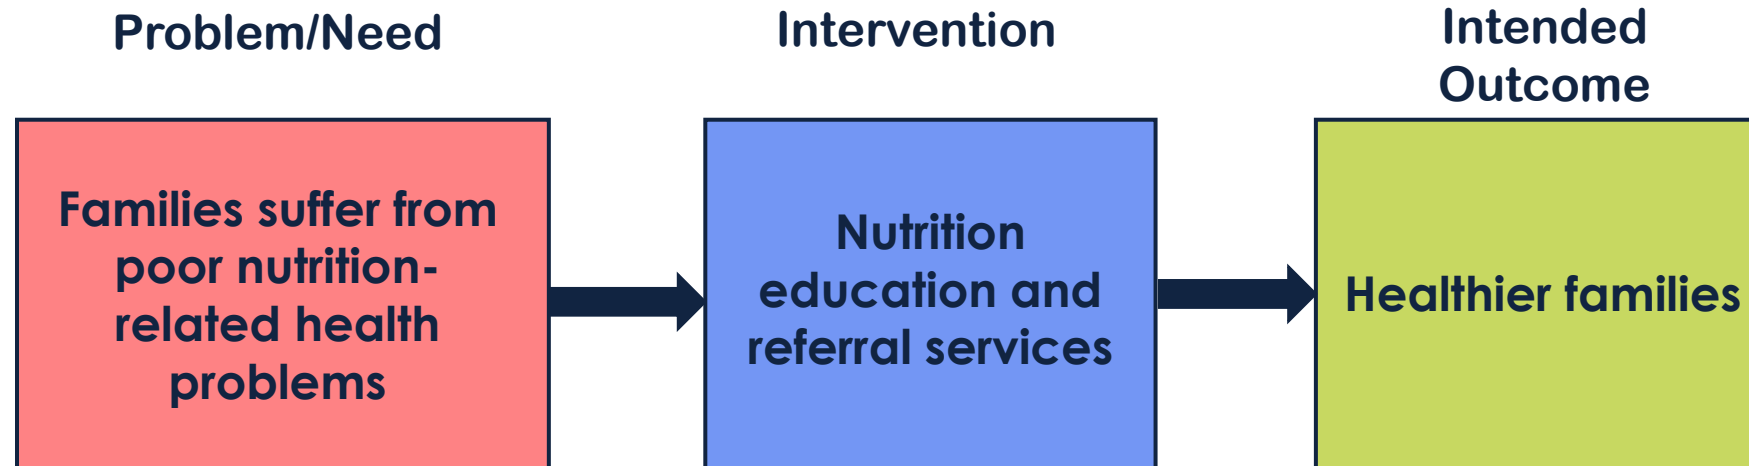 Problem/Need
Intervention
Intended
Outcome
Families suffer from
poor nutrition-
related health
problems
Nutrition
education and
referral services
Healthier families